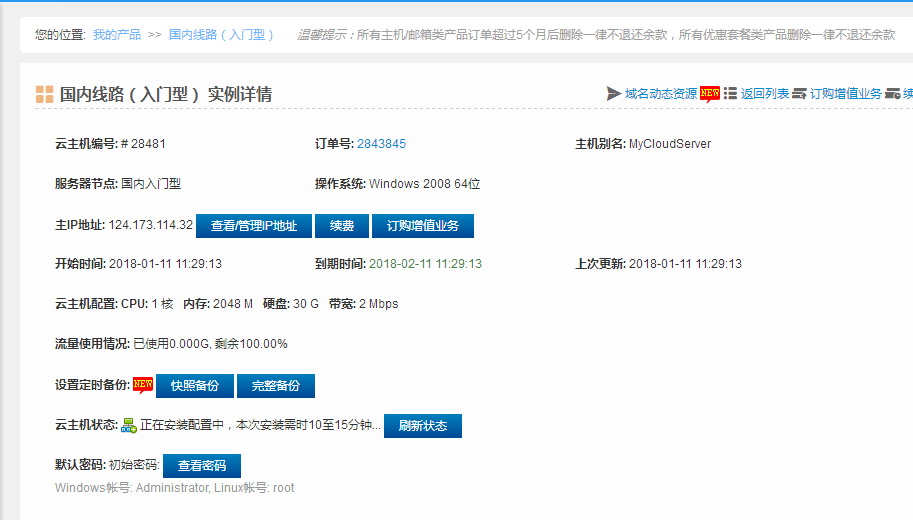 您的位置: 我的产品 >> 国内线路（入门型） 温馨提示：所有主机/邮箱类产品订单超过5个月后删除一律不退还余款，所有优惠套餐类产品删除一律不退还余款
国内线路（入门型） 实例详情 域名动态资源 NEW 返回列表 订购增值业务 续
云主机编号: # 28481 订单号: 2843845 主机别名: MyCloudServer
服务器节点: 国内入门型 操作系统: Windows 2008 64位
主IP地址: 124.173.114.32 查看/管理IP地址 续费 订购增值业务
开始时间: 2018-01-11 11:29:13 到期时间: 2018-02-11 11:29:13 上次更新: 2018-01-11 11:29:13
云主机配置: CPU: 1 核 内存: 2048 M 硬盘: 30 G 带宽: 2 Mbps
流量使用情况: 已使用0.000G, 剩余100.00%
设置定时备份: NEW 快照备份 完整备份
云主机状态: 正在安装配置中，本次安装需时10至15分钟... 刷新状态
默认密码: 初始密码: 查看密码
Windows帐号: Administrator, Linux帐号: root